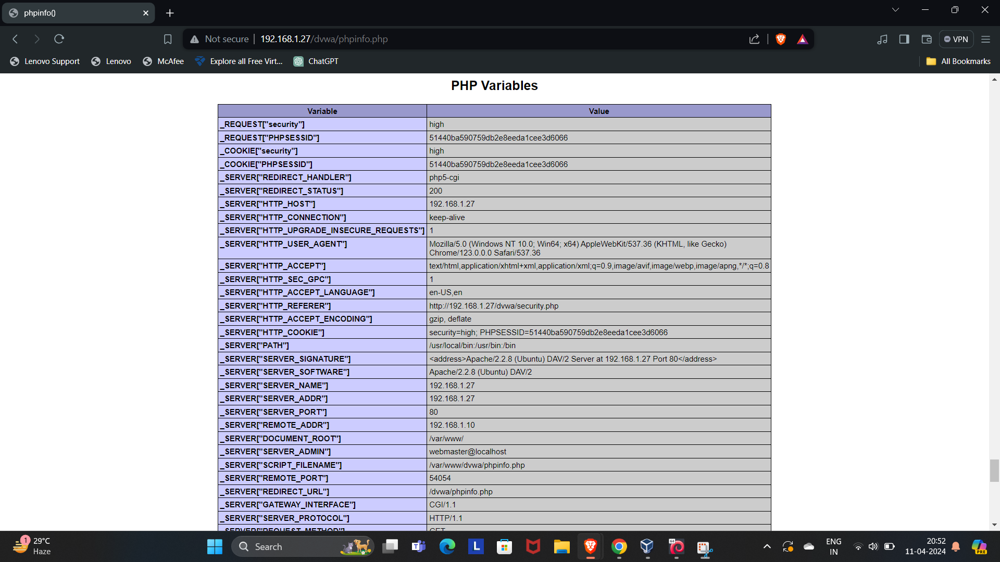 phpinfo()
Not secure
192.168.1.27/dvwa/phpinfo.php
VPN
Lenovo Support
Lenovo
McAfee
Explore all Free Virt...
ChatGPT
All Bookmarks
PHP Variables
Variable Value
_REQUEST["security"] high
_REQUEST["PHPSESSID"] 51440ba590759db2e8eeda1cee3d6066
_COOKIE["security"] high
_COOKIE["PHPSESSID"] 51440ba590759db2e8eeda1cee3d6066
_SERVER["REDIRECT_HANDLER"] php5-cgi
_SERVER["REDIRECT_STATUS"] 200
_SERVER["HTTP_HOST"] 192.168.1.27
_SERVER["HTTP_CONNECTION"] keep-alive
_SERVER["HTTP_UPGRADE_INSECURE_REQUESTS"] 1
_SERVER["HTTP_USER_AGENT"] Mozilla/5.0 (Windows NT 10.0; Win64; x64) AppleWebKit/537.36 (KHTML, like Gecko)
Chrome/123.0.0.0 Safari/537.36
_SERVER["HTTP_ACCEPT"] text/html,application/xhtml+xml,application/xml;q=0.9,image/avif,image/webp,image/apng,*/*;q=0.8
_SERVER["HTTP_SEC_GPC"] 1
_SERVER["HTTP_ACCEPT_LANGUAGE"] en-US,en
_SERVER["HTTP_REFERER"] http://192.168.1.27/dvwa/security.php
_SERVER["HTTP_ACCEPT_ENCODING"] gzip, deflate
_SERVER["HTTP_COOKIE"] security=high; PHPSESSID=51440ba590759db2e8eeda1cee3d6066
_SERVER["PATH"] /usr/local/bin:/usr/bin:/bin
_SERVER["SERVER_SIGNATURE"] <address>Apache/2.2.8 (Ubuntu) DAV/2 Server at 192.168.1.27 Port 80</address>
_SERVER["SERVER_SOFTWARE"] Apache/2.2.8 (Ubuntu) DAV/2
_SERVER["SERVER_NAME"] 192.168.1.27
_SERVER["SERVER_ADDR"] 192.168.1.27
_SERVER["SERVER_PORT"] 80
_SERVER["REMOTE_ADDR"] 192.168.1.10
_SERVER["DOCUMENT_ROOT"] /var/www/
_SERVER["SERVER_ADMIN"] webmaster@localhost
_SERVER["SCRIPT_FILENAME"] /var/www/dvwa/phpinfo.php
_SERVER["REMOTE_PORT"] 54054
_SERVER["REDIRECT_URL"] /dvwa/phpinfo.php
_SERVER["GATEWAY_INTERFACE"] CGI/1.1
_SERVER["SERVER_PROTOCOL"] HTTP/1.1
_SERVER["REQUEST_METHOD"] GET
1
29°C
Haze
Search
L
64
ENG
IN
20:52
11-04-2024
PRE